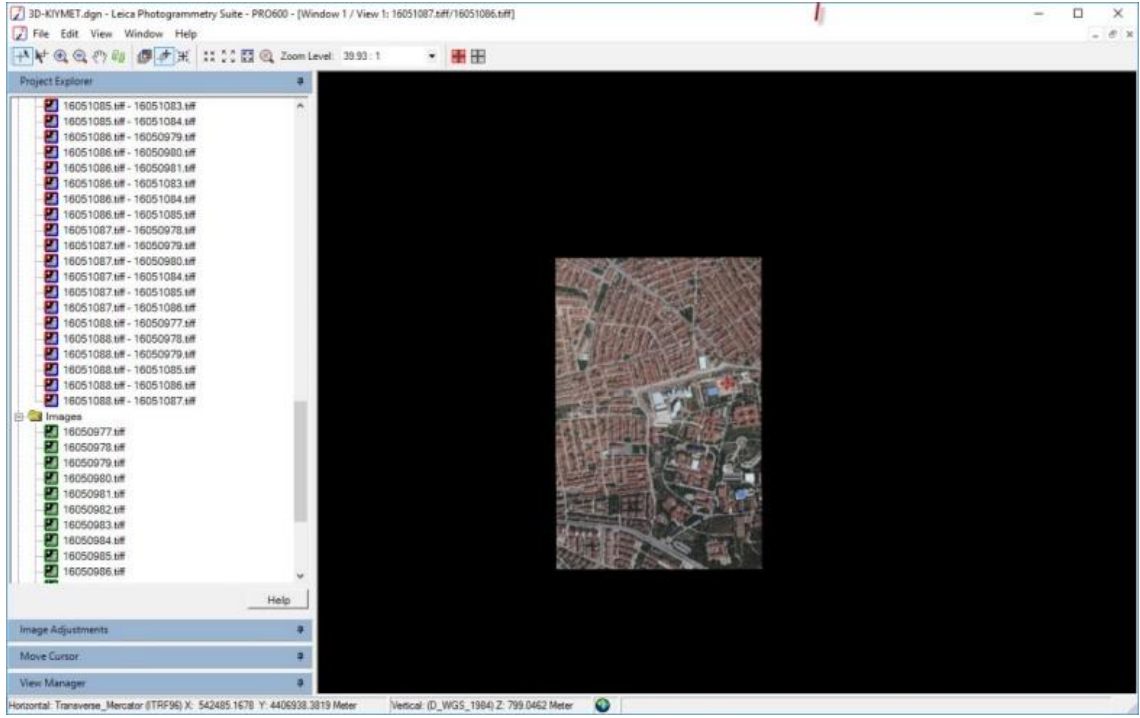 3D-KIYMET.dgn - Leica Photogrammetry Suite - PRO600 - [Window 1 / View 1: 16051087.tiff/16051086.tiff]
File Edit View Window Help
Zoom Level: 39.93 : 1
Project Explorer
16051085.tiff - 16051083.tiff
16051085.tiff - 16051084.tiff
16051086.tiff - 16050979.tiff
16051086.tiff - 16050980.tiff
16051086.tiff - 16050981.tiff
16051086.tiff - 16051083.tiff
16051086.tiff - 16051084.tiff
16051086.tiff - 16051085.tiff
16051087.tiff - 16050978.tiff
16051087.tiff - 16050979.tiff
16051087.tiff - 16050980.tiff
16051087.tiff - 16051084.tiff
16051087.tiff - 16051085.tiff
16051087.tiff - 16051086.tiff
16051088.tiff - 16050977.tiff
16051088.tiff - 16050978.tiff
16051088.tiff - 16050979.tiff
16051088.tiff - 16051085.tiff
16051088.tiff - 16051086.tiff
16051088.tiff - 16051087.tiff
Images
16050977.tiff
16050978.tiff
16050979.tiff
16050980.tiff
16050981.tiff
16050982.tiff
16050983.tiff
16050984.tiff
16050985.tiff
16050986.tiff
Help
Image Adjustments
Move Cursor
View Manager
Horizontal: Transverse_Mercator (ITRF96) X: 542485.1678 Y: 4406938.3819 Meter Vertical: (D_WGS_1984) Z: 799.0462 Meter